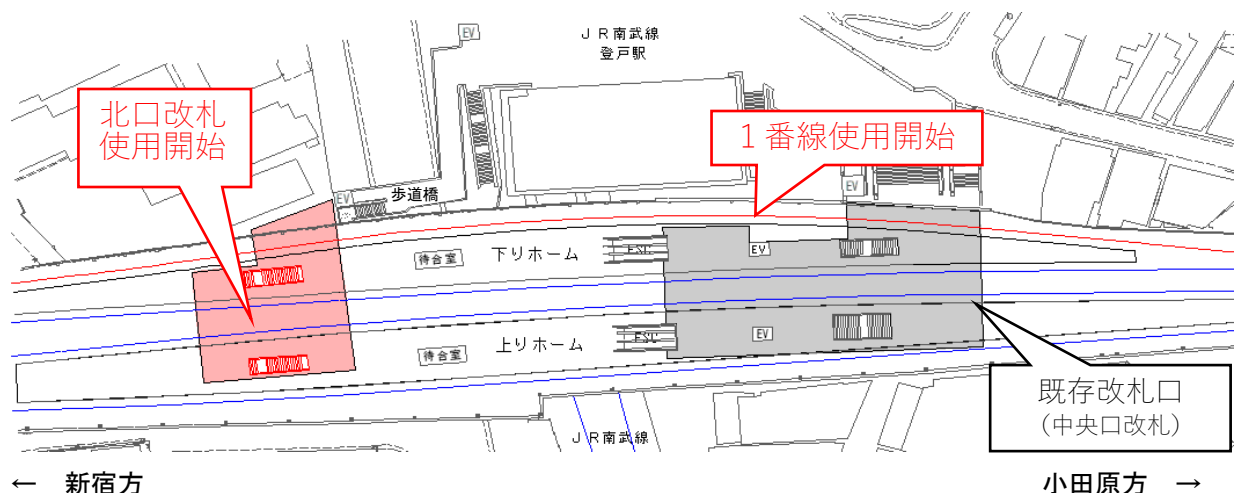 EV
JR南武線
登戸駅
北口改札
使用開始
1番線使用開始
EV
歩道橋
EV
待合室
下りホーム
ESC
EV
待合室
上りホーム
ESC
EV
JR南武線
既存改札口
(中央口改札)
← 新宿方
小田原方 →